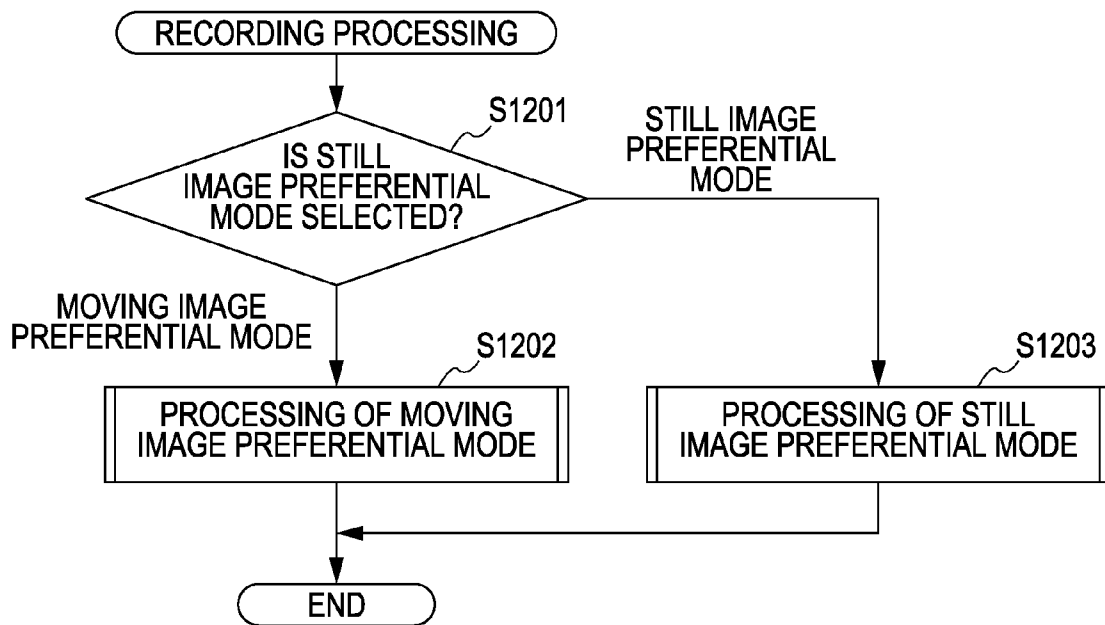 RECORDING PROCESSING
S1201
IS STILL
IMAGE PREFERENTIAL
MODE SELECTED?
STILL IMAGE
PREFERENTIAL
MODE
MOVING IMAGE
PREFERENTIAL MODE
S1202
PROCESSING OF MOVING
IMAGE PREFERENTIAL MODE
S1203
PROCESSING OF STILL
IMAGE PREFERENTIAL MODE
END